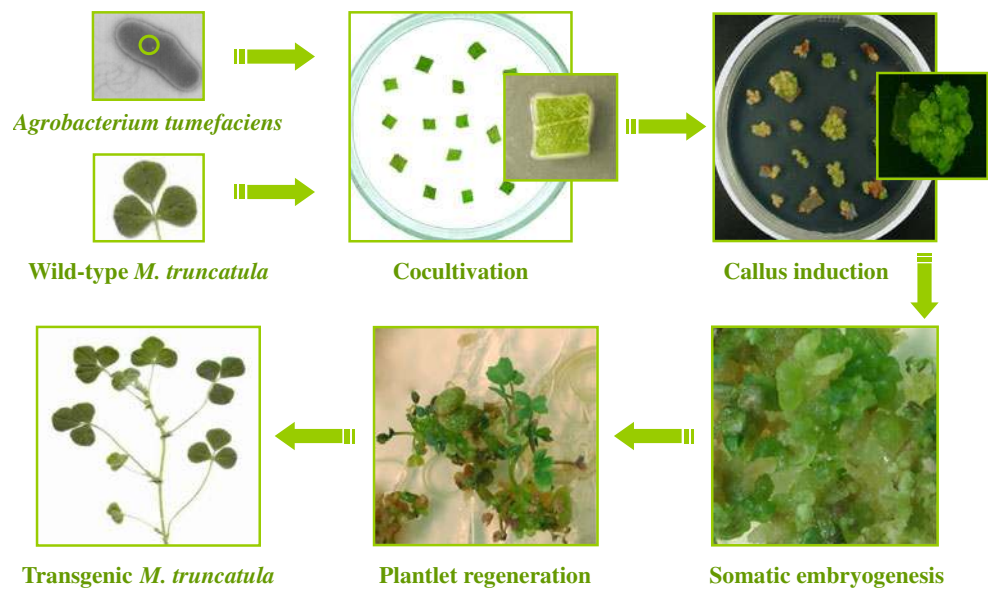 Agrobacterium tumefaciens
Wild-type M. truncatula
Cocultivation
Callus induction
Transgenic M. truncatula
Plantlet regeneration
Somatic embryogenesis